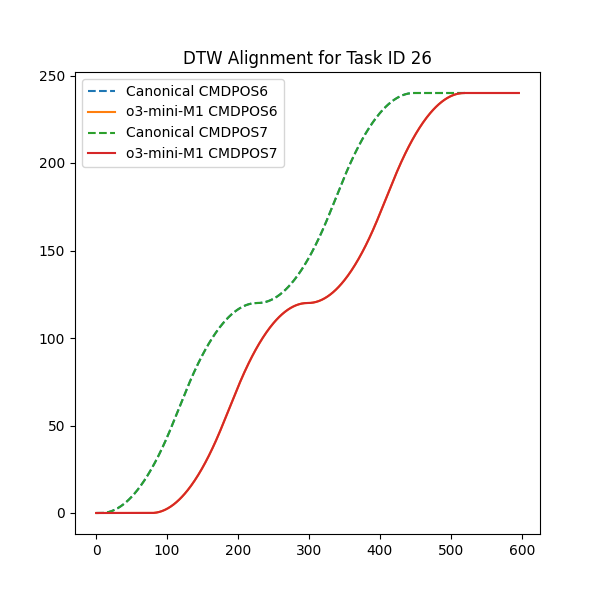 DTW Alignment for Task ID 26
Canonical CMDPOS6
o3-mini-M1 CMDPOS6
Canonical CMDPOS7
o3-mini-M1 CMDPOS7
250
200
150
100
50
0
0 100 200 300 400 500 600